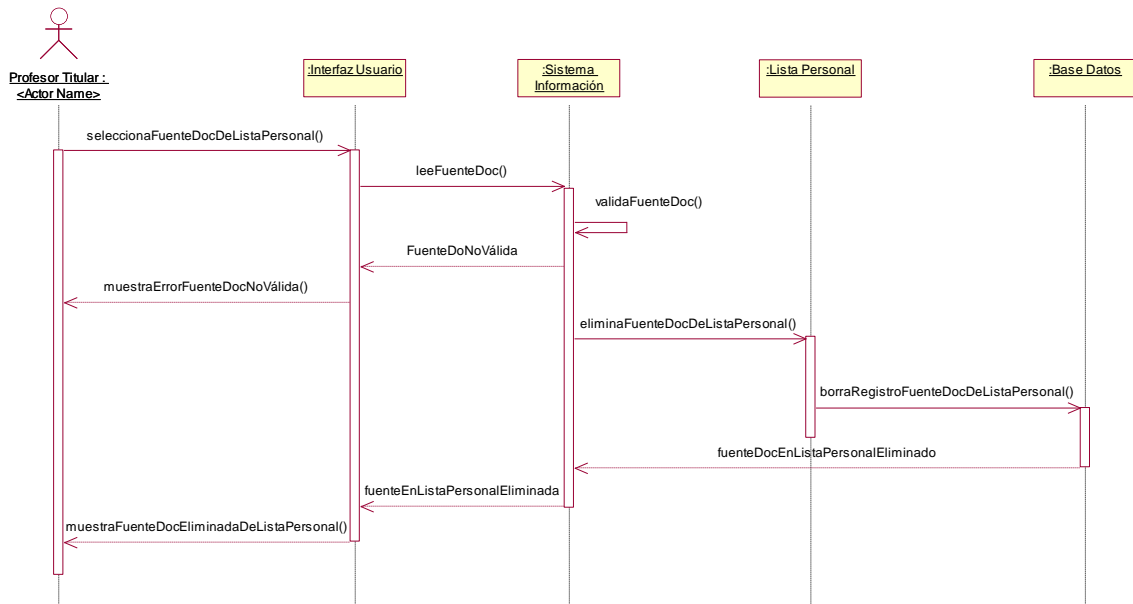 Profesor Titular :
<Actor Name>
:Interfaz Usuario
:Sistema
Información
:Lista Personal
:Base Datos
seleccionaFuenteDocDeListaPersonal()
leeFuenteDoc()
validaFuenteDoc()
FuenteDoNoVálida
muestraErrorFuenteDocNoVálida()
eliminaFuenteDocDeListaPersonal()
borraRegistroFuenteDocDeListaPersonal()
fuenteDocEnListaPersonalEliminado
fuenteEnListaPersonalEliminada
muestraFuenteDocEliminadaDeListaPersonal()